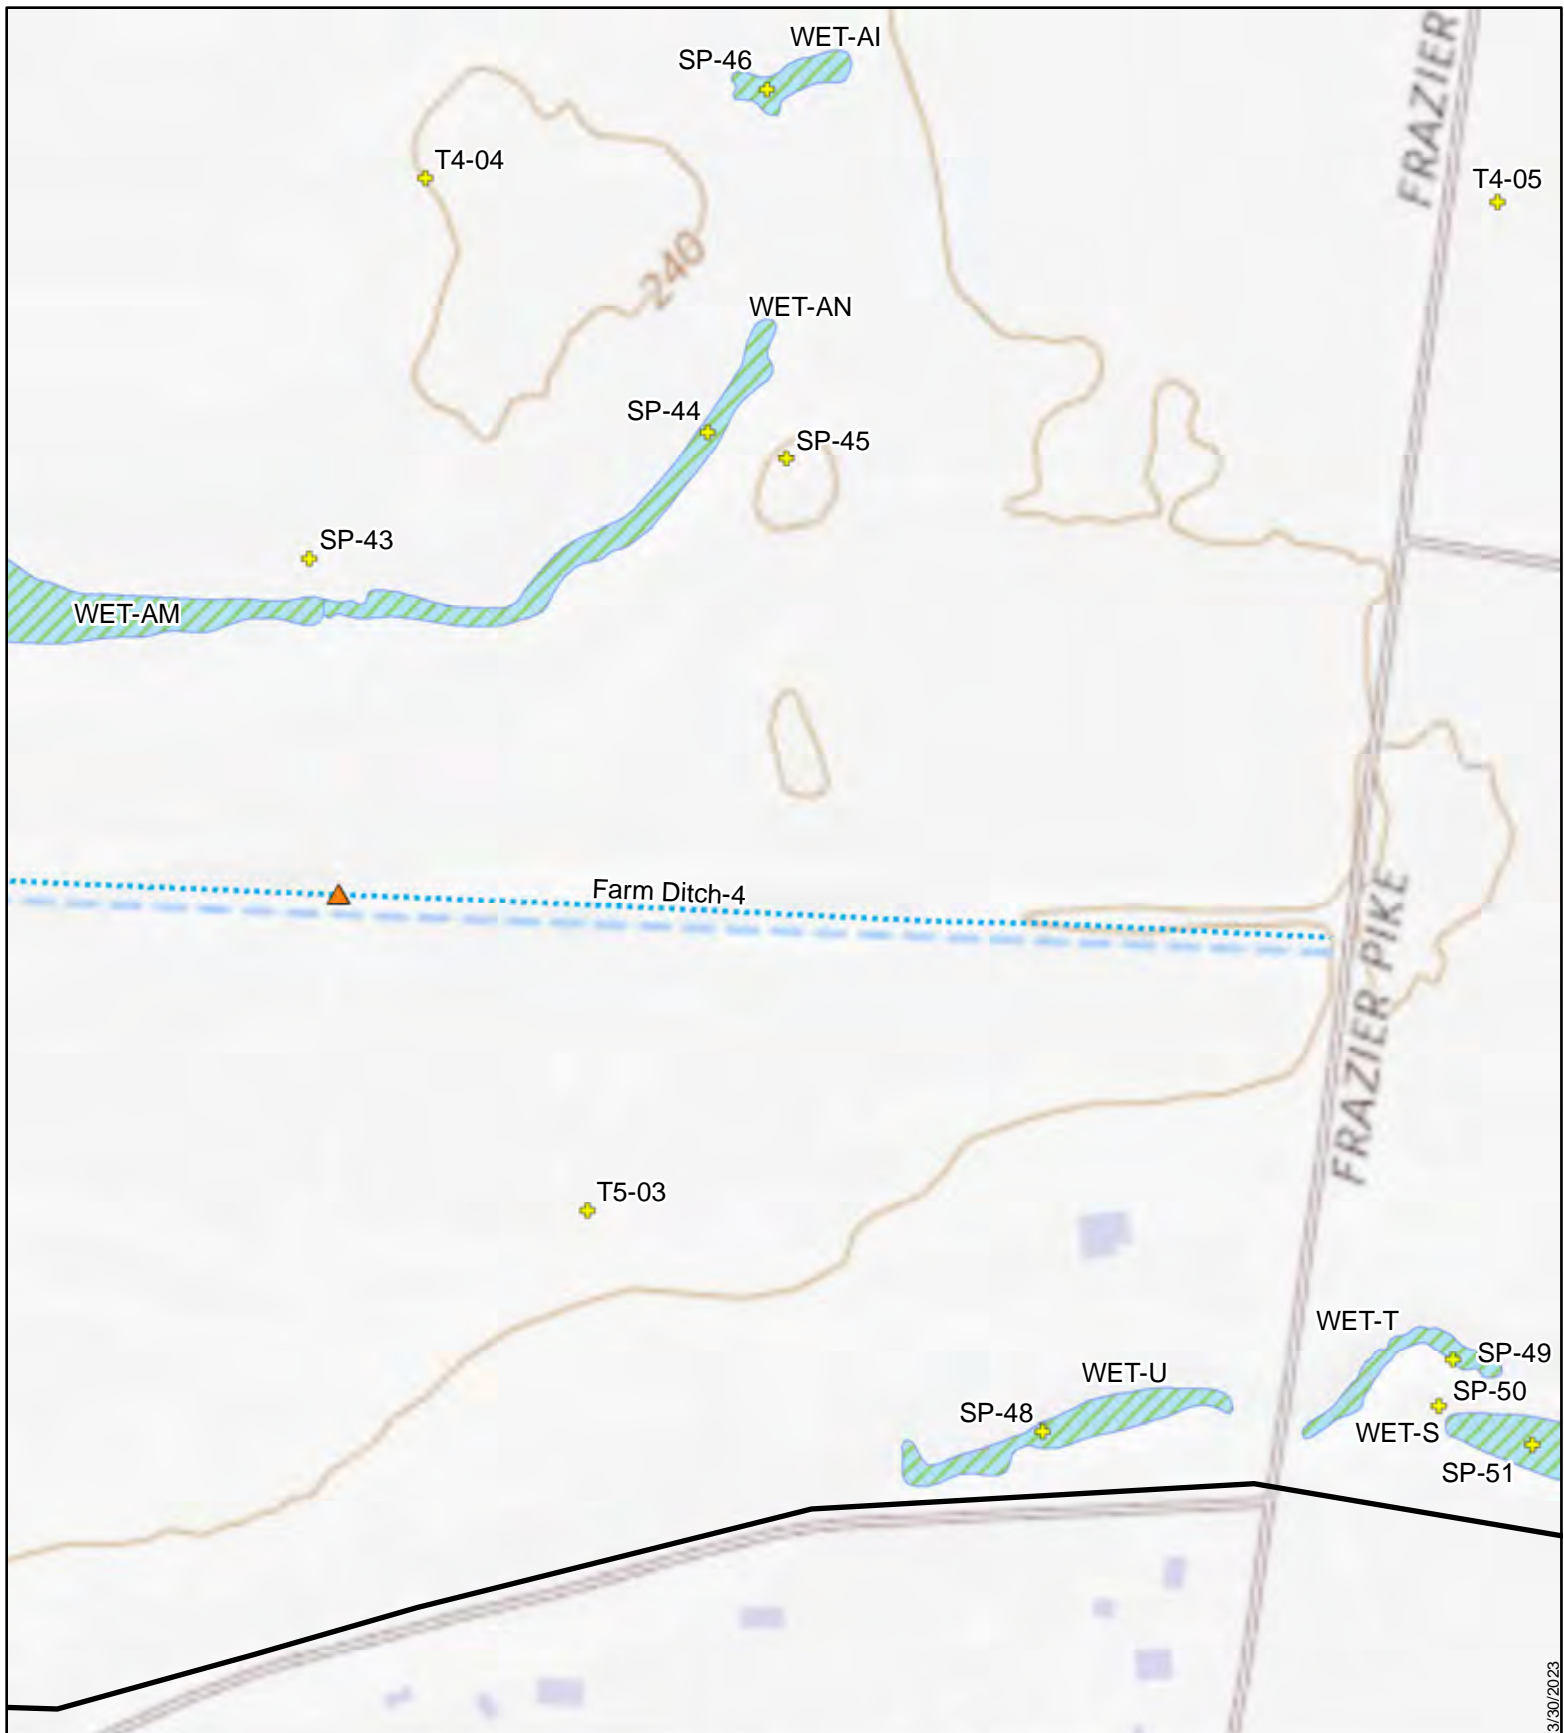 WET-AI
SP-46
FRAZIER
T4-04
T4-05
240
WET-AN
SP-44
SP-45
SP-43
WET-AM
Farm Ditch-4
FRAZIER PIKE
T5-03
WET-T
SP-49
WET-U
SP-50
SP-48
WET-S
SP-51
3/30/2023